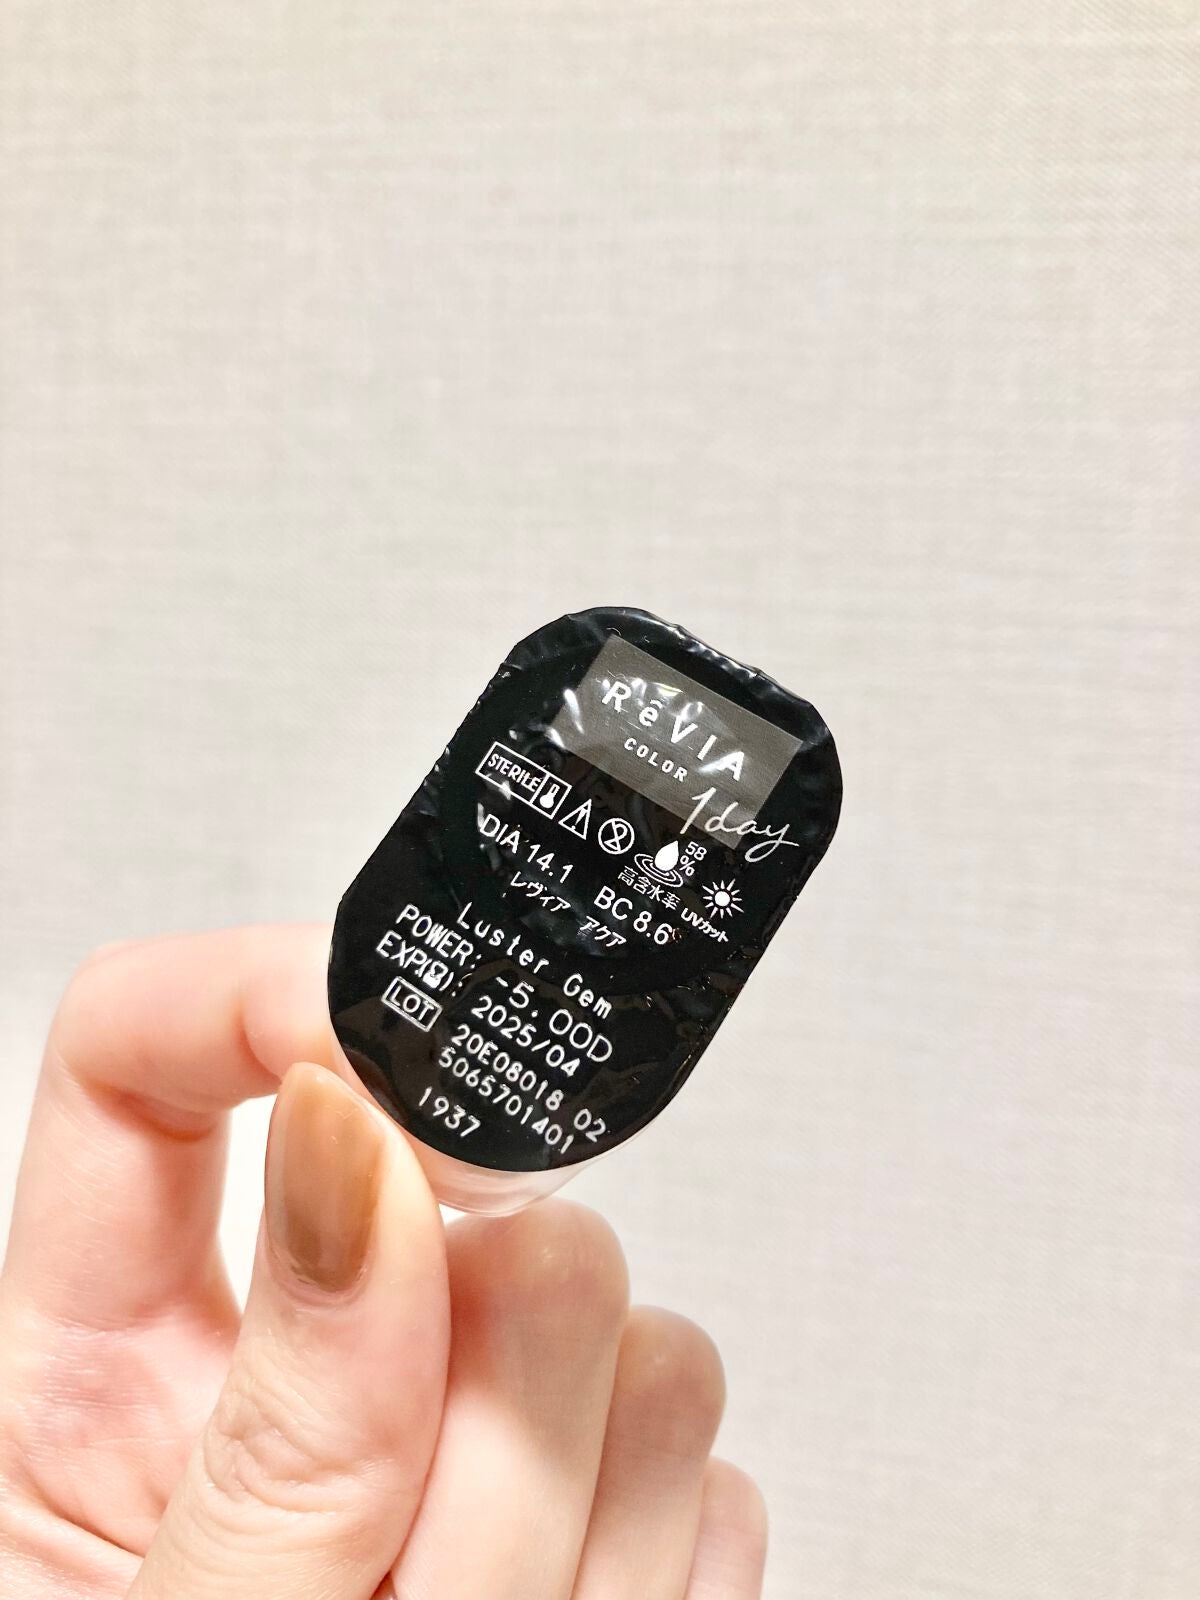 ReVIA
COLOR
1day
STERILE
58
%
高含水率 UVカット
DIA 14.1 BC 8.6
レヴィア アクア
Luster Gem
POWER: -5.00D
EXP(): 2025/04
LOT 20E08018 02
5065701401
1937